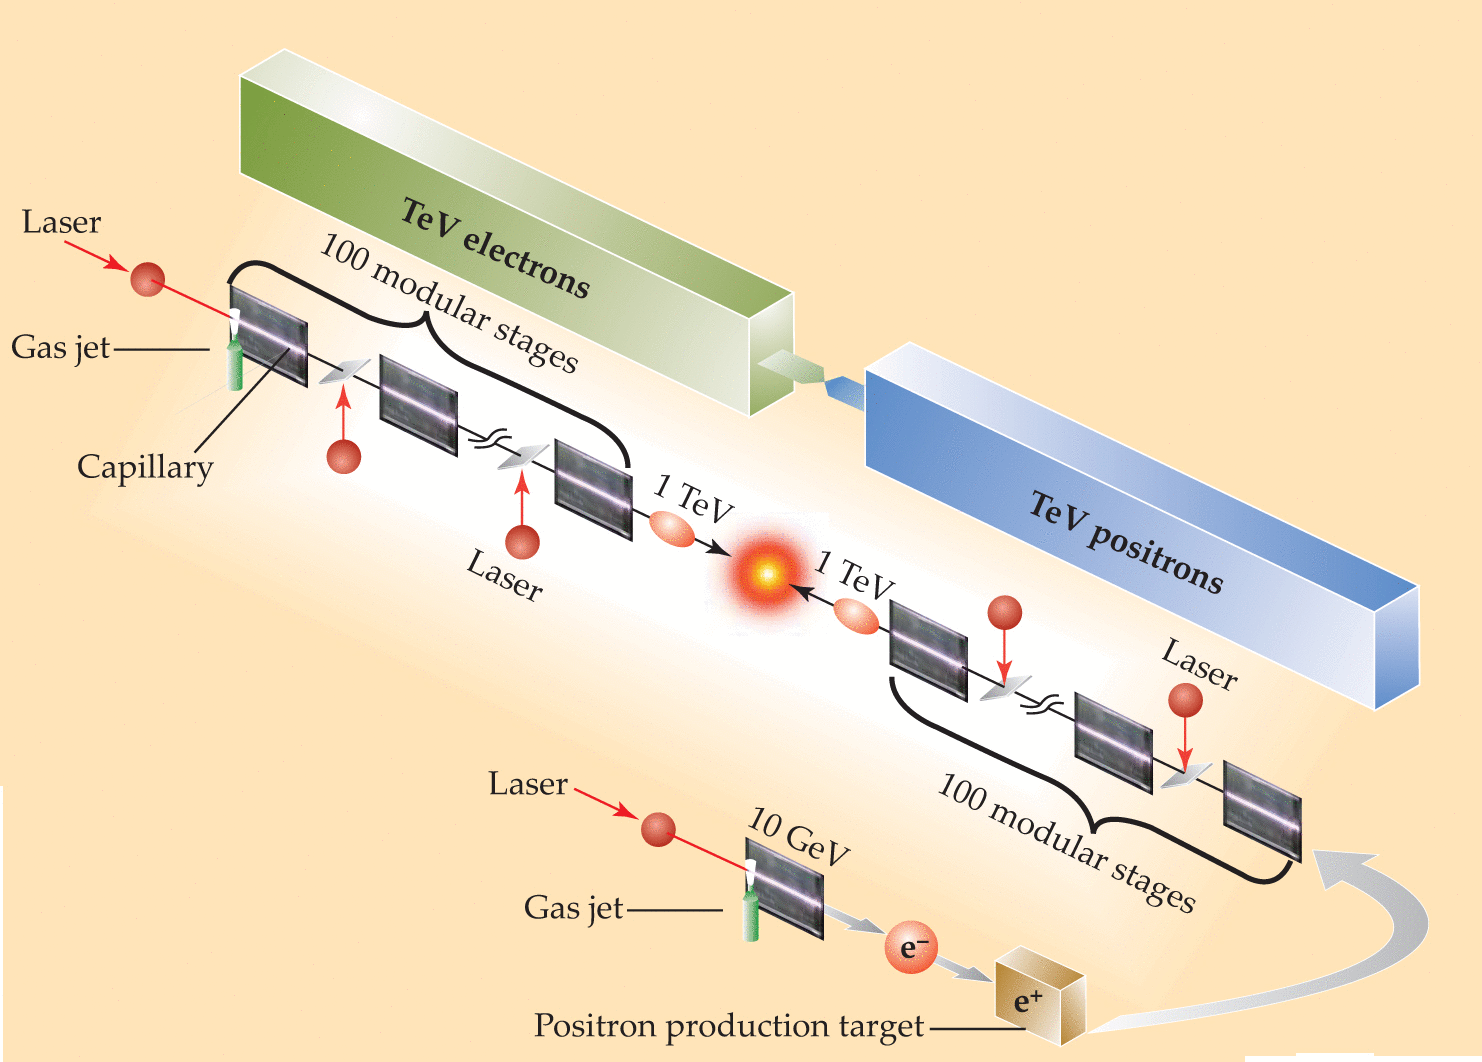 TeV electrons
Laser
100 modular stages
Gas jet
Capillary
Laser
1 TeV
1 TeV
TeV positrons
Laser
100 modular stages
Laser
10 GeV
Gas jet
e⁻
e⁺
Positron production target